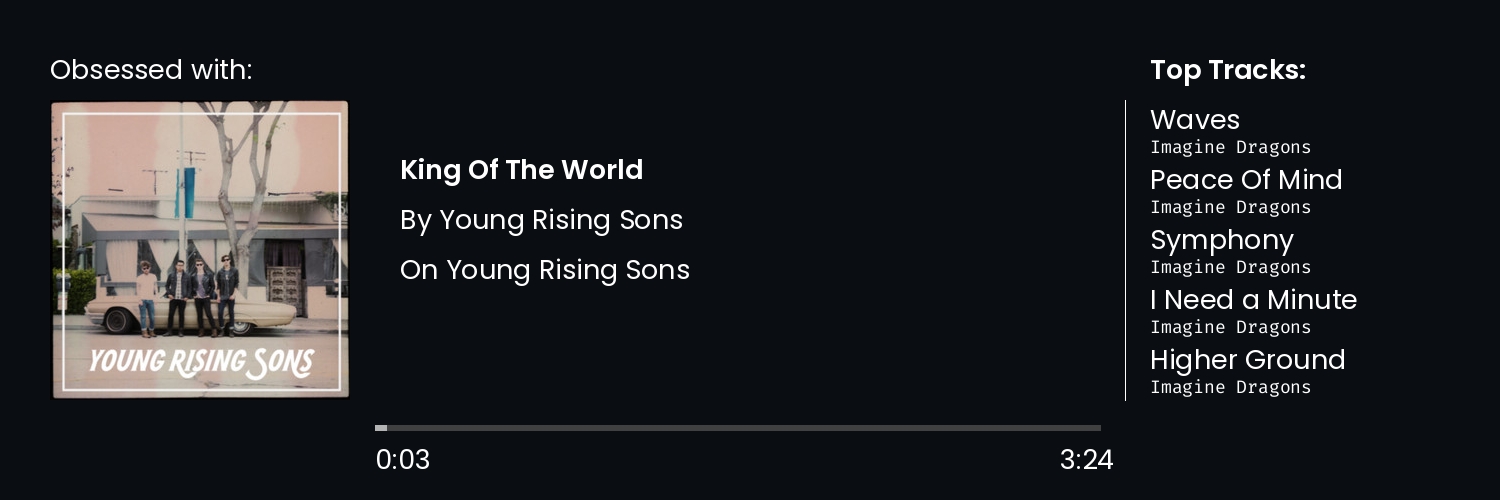 Obsessed with:
YOUNG RISING SONS
King Of The World
By Young Rising Sons
On Young Rising Sons
0:03
3:24
Top Tracks:
Waves
Imagine Dragons
Peace Of Mind
Imagine Dragons
Symphony
Imagine Dragons
I Need a Minute
Imagine Dragons
Higher Ground
Imagine Dragons